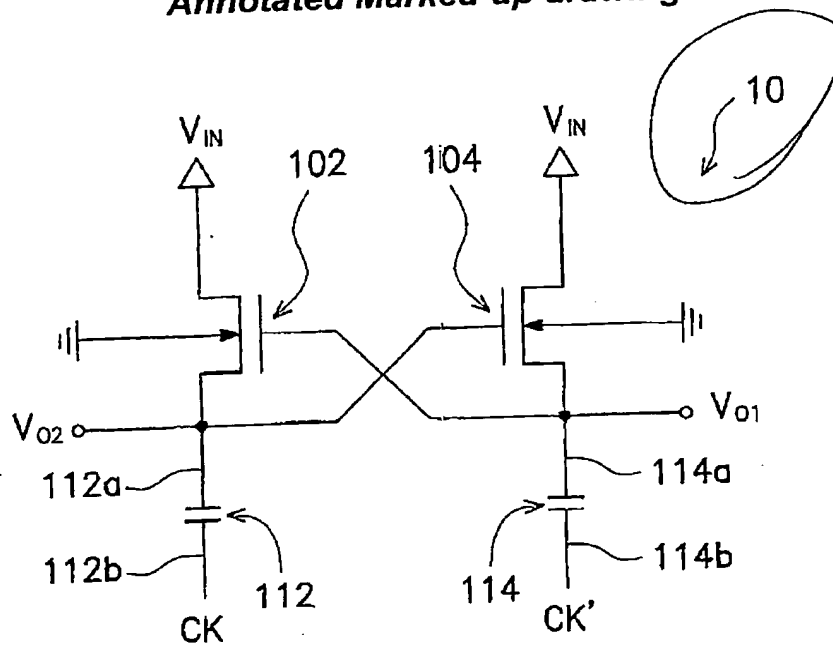 Annotated Marked-up drawing
10
VIN
VIN
102
104
VO2
VO1
112a
114a
112
114
112b
114b
CK
CK’